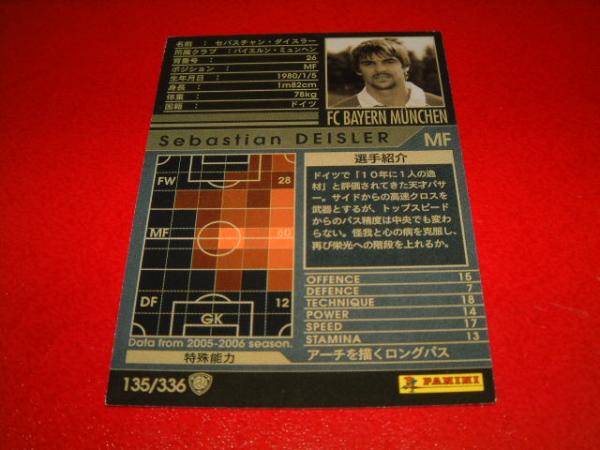 名前 : セバスチャン・ダイスラー
所属クラブ : バイエルン・ミュンヘン
背番号 : 26
ポジション : MF
生年月日 : 1980/1/5
身長 : 1m82cm
体重 : 78kg
国籍 : ドイツ
FC BAYERN MÜNCHEN
Sebastian DEISLER MF
FW 28
MF 60
DF 12
GK
Data from 2005-2006 season.
選手紹介
ドイツで「10年に1人の逸
材」と評価されてきた天才パサ
ー。サイドからの高速クロスを
武器とするが、トップスピード
からのパス精度は中央でも変わ
らない。怪我と心の病を克服し、
再び栄光への階段を上れるか。
OFFENCE 15
DEFENCE 7
TECHNIQUE 18
POWER 14
SPEED 17
STAMINA 13
特殊能力 アーチを描くロングパス
135/336
PANINI